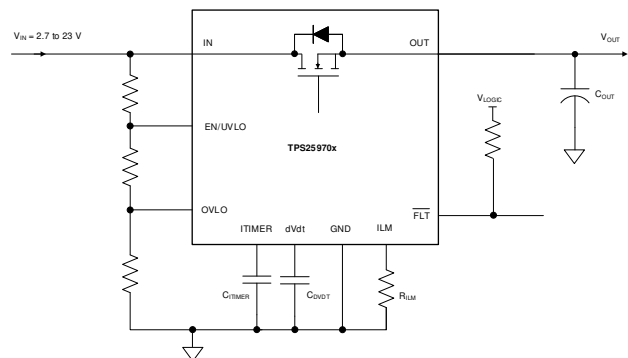 V_IN = 2.7 to 23 V
IN
OUT
V_OUT
V_LOGIC
C_OUT
EN/UVLO
TPS25970x
OVLO
FLT
ITIMER
dVdt
GND
ILM
C_ITIMER
C_DVDT
R_ILM